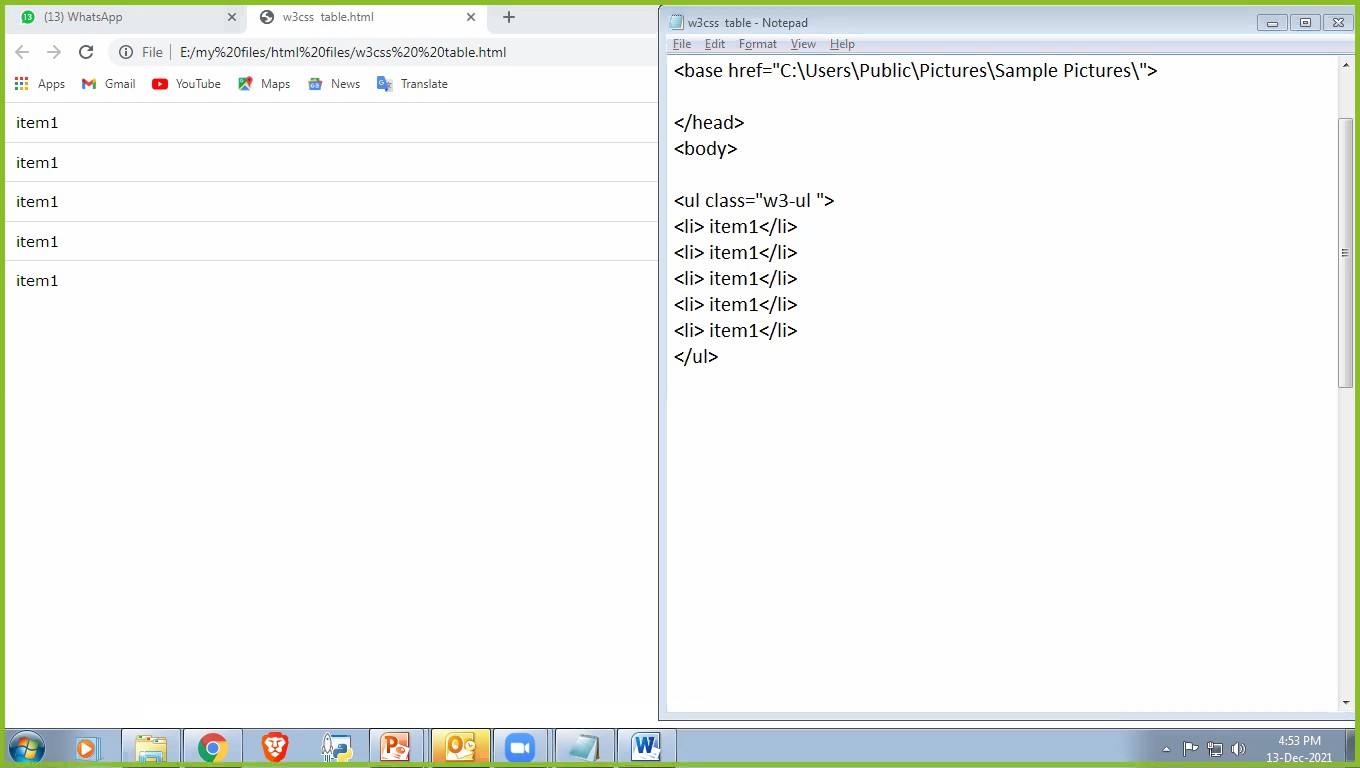 (13) WhatsApp
w3css table.html
File
E:/my%20files/html%20files/w3css%20%20table.html
Apps
Gmail
YouTube
Maps
News
Translate
item1
item1
item1
item1
item1
w3css table - Notepad
File Edit Format View Help
<base href="C:\Users\Public\Pictures\Sample Pictures\">
</head>
<body>
<ul class="w3-ul ">
<li> item1</li>
<li> item1</li>
<li> item1</li>
<li> item1</li>
<li> item1</li>
</ul>
4:53 PM
13-Dec-2021